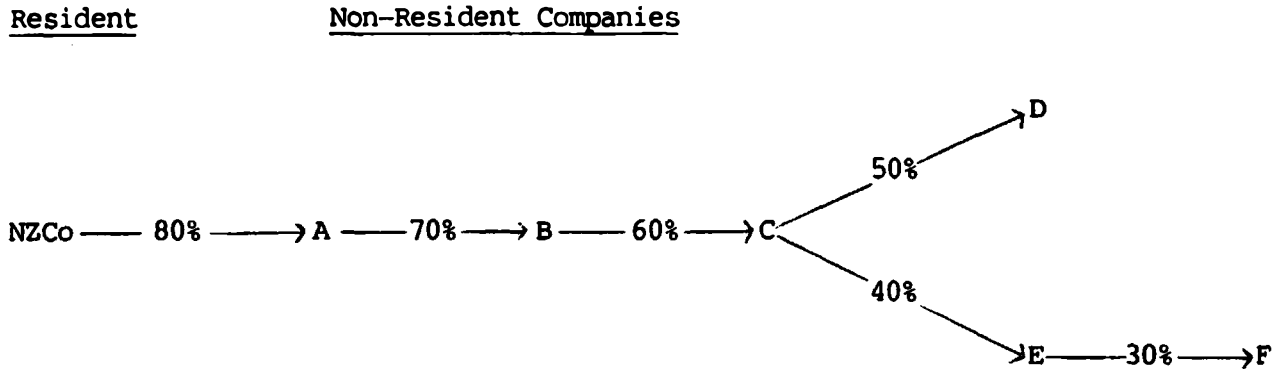 Resident Non-Resident Companies
D
50%
NZCo 80% A 70% B 60% C
40%
E 30% F